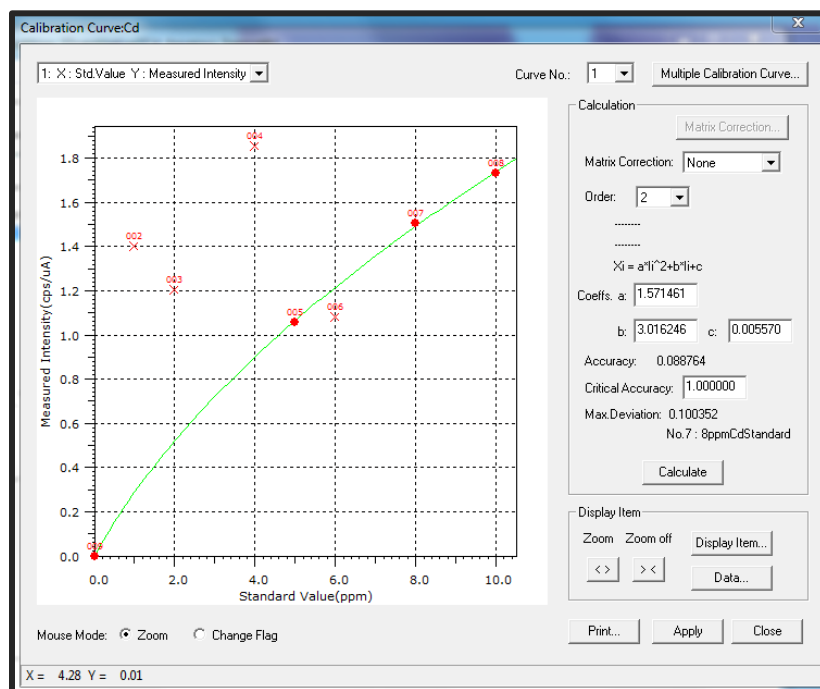 Calibration Curve:Cd
x
1: X : Std.Value Y : Measured Intensity
Curve No.: 1 Multiple Calibration Curve...
Calculation
Matrix Correction...
Matrix Correction: None
Order: 2
--------
--------
Xi = a*Ii^2+b*Ii+c
Coeffs. a: 1.571461
b: 3.016246 c: 0.005570
Accuracy: 0.088764
Critical Accuracy: 1.000000
Max.Deviation: 0.100352
No.7 : 8ppmCdStandard
Calculate
Display Item
Zoom Zoom off Display Item...
< > > < Data...
Print... Apply Close
Measured Intensity(cps/uA)
1.8
1.6
1.4
1.2
1.0
0.8
0.6
0.4
0.2
0.0
004
008
007
002
003
005
006
0.0 2.0 4.0 6.0 8.0 10.0
Standard Value(ppm)
Mouse Mode: Zoom Change Flag
X = 4.28 Y = 0.01